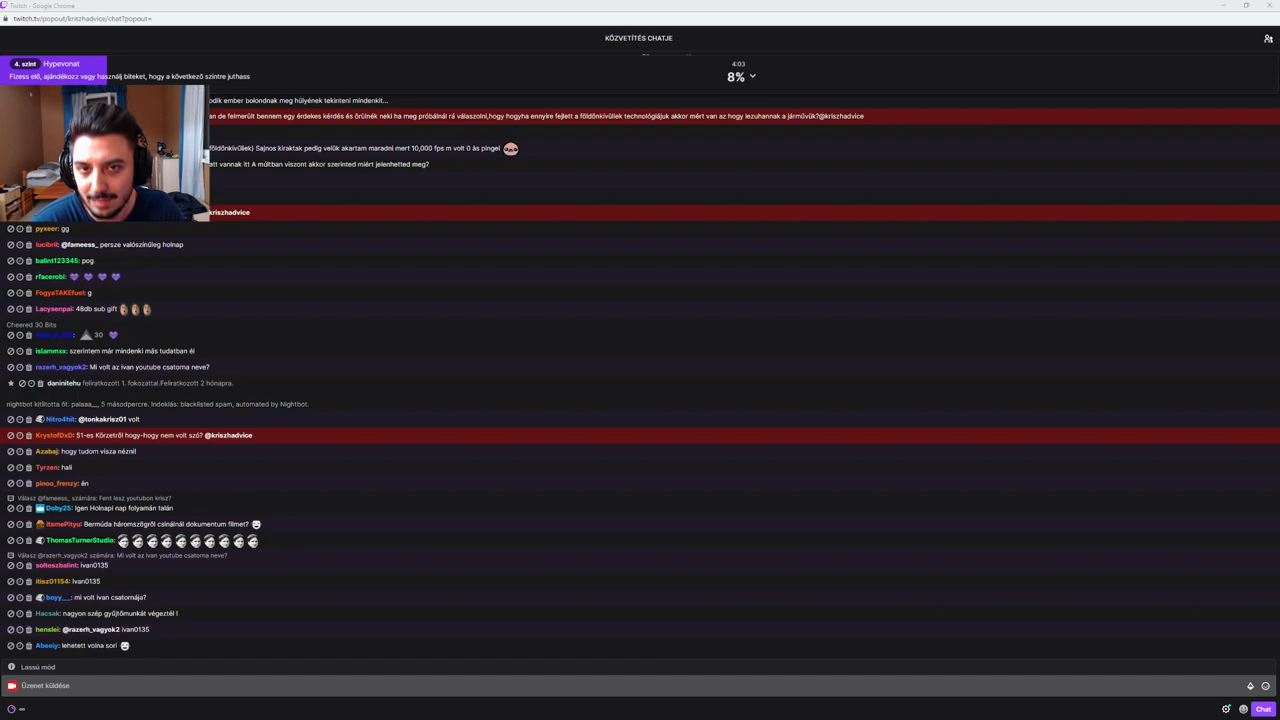 Twitch - Google Chrome
twitch.tv/popout/kriszhadvice/chat?popout=
KÖZVETÍTÉS CHATJE
4. szint Hypevonat
Fizess elő, ajándékozz vagy használj biteket, hogy a következő szintre juthass
4:03
8%
odik ember bolondnak meg hülyének tekinteni mindenkit...
an de felmerült bennem egy érdekes kérdés és örülnék neki ha meg próbálnál rá válaszolni,hogy hogyha ennyire fejlett a földönkívüliek technológiájuk akkor mért van az hogy lezuhannak a járművük?@kriszhadvice
földönkívüliek) Sajnos kiraktak pedig velük akartam maradni mert 10,000 fps m volt 0 às pingel
att vannak itt A múltban viszont akkor szerinted miért jelenhetted meg?
kriszhadvice
pyxeer: gg
lucibril: @fameess_ persze valószínűleg holnap
balint123345: pog
rfacerobi:
FogyaTAKEfuet: g
Lacysenpai: 48db sub gift
Cheered 30 Bits
30
islammxx: szerintem már mindenki más tudatban él
razerh_vagyok2: Mi volt az ivan youtube csatorna neve?
daninitehu feliratkozott 1. fokozattal.Feliratkozott 2 hónapra.
nightbot kitiltotta őt: palaaa__, 5 másodpercre. Indoklás: blacklisted spam, automated by Nightbot.
Nitro4hit: @tonkakrisz01 volt
KrystofDxD: 51-es Körzetről hogy-hogy nem volt szó? @kriszhadvice
Azabaj: hogy tudom visza nézni!
Tyrzen: hali
pinoo_frenzy: én
Válasz @fameess_ számára: Fent lesz youtubon krisz?
Doby25: Igen Holnapi nap folyamán talán
itsmePityu: Bermúda háromszögről csinálnál dokumentum filmet?
ThomasTurnerStudio:
Válasz @razerh_vagyok2 számára: Mi volt az ivan youtube csatorna neve?
solteszbalint: ivan0135
itisz01154: Ivan0135
boyy___: mi volt ivan csatornája?
Hacsak: nagyon szép gyűjtőmunkát végeztél !
henslei: @razerh_vagyok2 ivan0135
Abeeiy: lehetett volna sorl
Lassú mód
Üzenet küldése
Chat